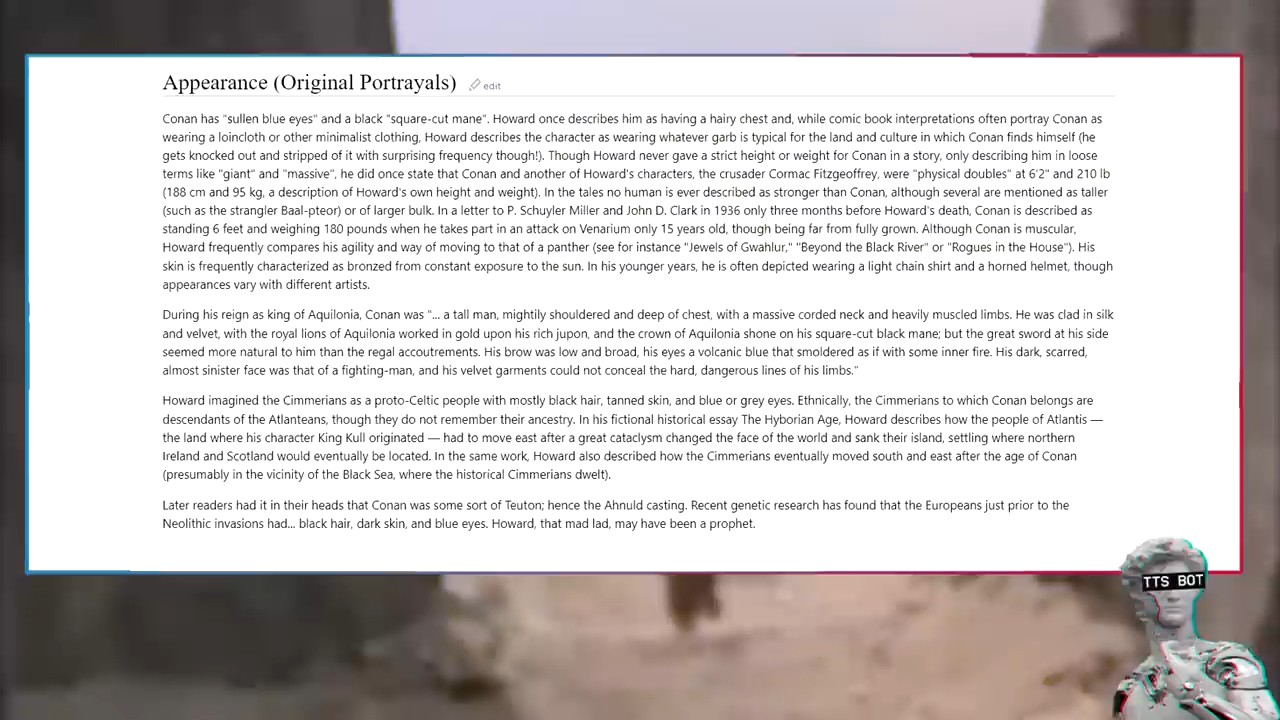 Appearance (Original Portrayals) edit
Conan has "sullen blue eyes" and a black "square-cut mane". Howard once describes him as having a hairy chest and, while comic book interpretations often portray Conan as
wearing a loincloth or other minimalist clothing, Howard describes the character as wearing whatever garb is typical for the land and culture in which Conan finds himself (he
gets knocked out and stripped of it with surprising frequency though!). Though Howard never gave a strict height or weight for Conan in a story, only describing him in loose
terms like "giant" and "massive", he did once state that Conan and another of Howard's characters, the crusader Cormac Fitzgeoffrey, were "physical doubles" at 6'2" and 210 lb
(188 cm and 95 kg, a description of Howard's own height and weight). In the tales no human is ever described as stronger than Conan, although several are mentioned as taller
(such as the strangler Baal-pteor) or of larger bulk. In a letter to P. Schuyler Miller and John D. Clark in 1936 only three months before Howard's death, Conan is described as
standing 6 feet and weighing 180 pounds when he takes part in an attack on Venarium only 15 years old, though being far from fully grown. Although Conan is muscular,
Howard frequently compares his agility and way of moving to that of a panther (see for instance "Jewels of Gwahlur," "Beyond the Black River" or "Rogues in the House"). His
skin is frequently characterized as bronzed from constant exposure to the sun. In his younger years, he is often depicted wearing a light chain shirt and a horned helmet, though
appearances vary with different artists.
During his reign as king of Aquilonia, Conan was "... a tall man, mightily shouldered and deep of chest, with a massive corded neck and heavily muscled limbs. He was clad in silk
and velvet, with the royal lions of Aquilonia worked in gold upon his rich jupon, and the crown of Aquilonia shone on his square-cut black mane; but the great sword at his side
seemed more natural to him than the regal accoutrements. His brow was low and broad, his eyes a volcanic blue that smoldered as if with some inner fire. His dark, scarred,
almost sinister face was that of a fighting-man, and his velvet garments could not conceal the hard, dangerous lines of his limbs."
Howard imagined the Cimmerians as a proto-Celtic people with mostly black hair, tanned skin, and blue or grey eyes. Ethnically, the Cimmerians to which Conan belongs are
descendants of the Atlanteans, though they do not remember their ancestry. In his fictional historical essay The Hyborian Age, Howard describes how the people of Atlantis —
the land where his character King Kull originated — had to move east after a great cataclysm changed the face of the world and sank their island, settling where northern
Ireland and Scotland would eventually be located. In the same work, Howard also described how the Cimmerians eventually moved south and east after the age of Conan
(presumably in the vicinity of the Black Sea, where the historical Cimmerians dwelt).
Later readers had it in their heads that Conan was some sort of Teuton; hence the Ahnuld casting. Recent genetic research has found that the Europeans just prior to the
Neolithic invasions had... black hair, dark skin, and blue eyes. Howard, that mad lad, may have been a prophet.
TTS BOT